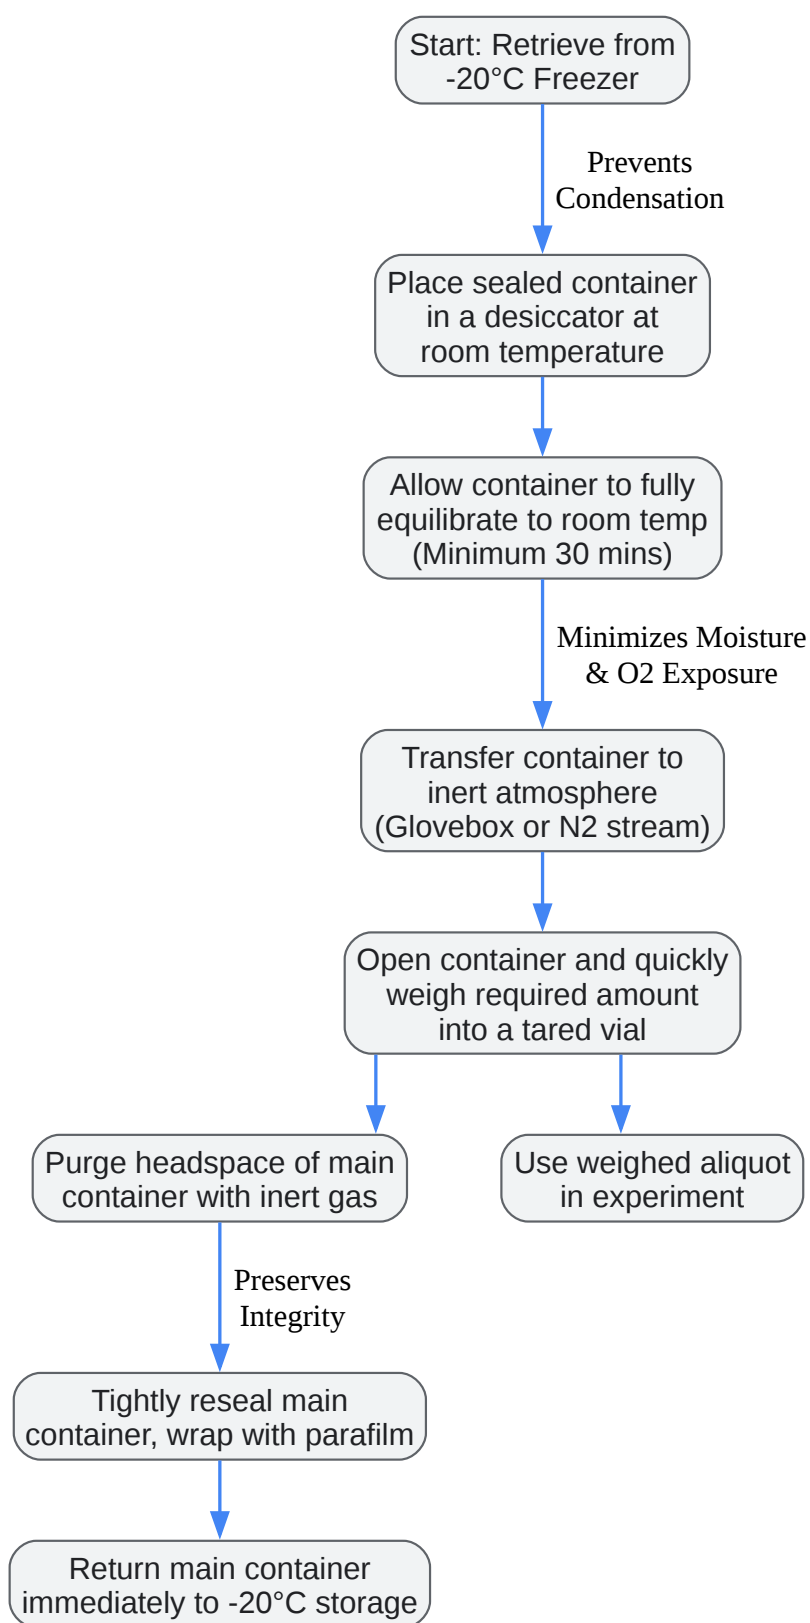 Start: Retrieve from
-20°C Freezer
Prevents
Condensation
Place sealed container
in a desiccator at
room temperature
Allow container to fully
equilibrate to room temp
(Minimum 30 mins)
Minimizes Moisture
& O2 Exposure
Transfer container to
inert atmosphere
(Glovebox or N2 stream)
Open container and quickly
weigh required amount
into a tared vial
Purge headspace of main
container with inert gas
Use weighed aliquot
in experiment
Preserves
Integrity
Tightly reseal main
container, wrap with parafilm
Return main container
immediately to -20°C storage